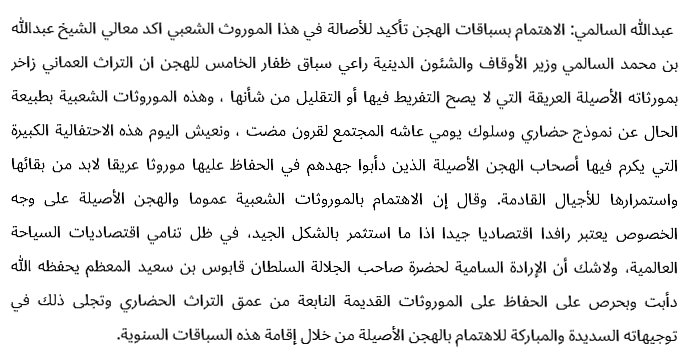 عبدالله السالمي: الاهتمام بسباقات الهجن تأكيد للأصالة في هذا الموروث الشعبي اكد معالي الشيخ عبدالله
بن محمد السالمي وزير الأوقاف والشئون الدينية راعي سباق ظفار الخامس للهجن ان التراث العماني زاخر
بمورثاته الأصيلة العريقة التي لا يصح التفريط فيها أو التقليل من شأنها ، وهذه الموروثات الشعبية بطبيعة
الحال عن نموذج حضاري وسلوك يومي عاشه المجتمع لقرون مضت ، ونعيش اليوم هذه الاحتفالية الكبيرة
التي يكرم فيها أصحاب الهجن الأصيلة الذين دأبوا جهدهم في الحفاظ عليها موروثا عريقا لابد من بقائها
واستمرارها للأجيال القادمة. وقال إن الاهتمام بالموروثات الشعبية عموما والهجن الأصيلة على وجه
الخصوص يعتبر رافدا اقتصاديا جيدا اذا ما استثمر بالشكل الجيد، في ظل تنامي اقتصاديات السياحة
العالمية، ولاشك أن الإرادة السامية لحضرة صاحب الجلالة السلطان قابوس بن سعيد المعظم يحفظه الله
دأبت وبحرص على الحفاظ على الموروثات القديمة النابعة من عمق التراث الحضاري وتجلى ذلك في
توجيهاته السديدة والمباركة للاهتمام بالهجن الأصيلة من خلال إقامة هذه السباقات السنوية.